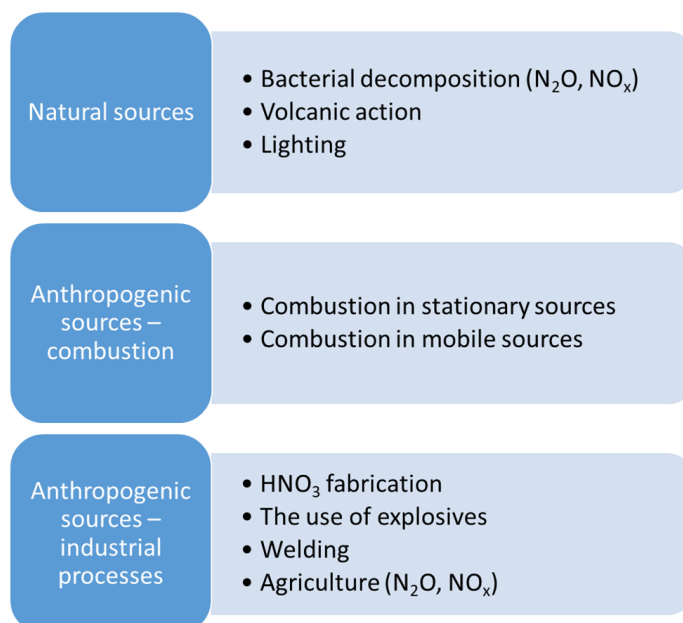 Natural sources
• Bacterial decomposition (N₂O, NOₓ)
• Volcanic action
• Lighting
Anthropogenic
sources –
combustion
• Combustion in stationary sources
• Combustion in mobile sources
Anthropogenic
sources –
industrial
processes
• HNO₃ fabrication
• The use of explosives
• Welding
• Agriculture (N₂O, NOₓ)